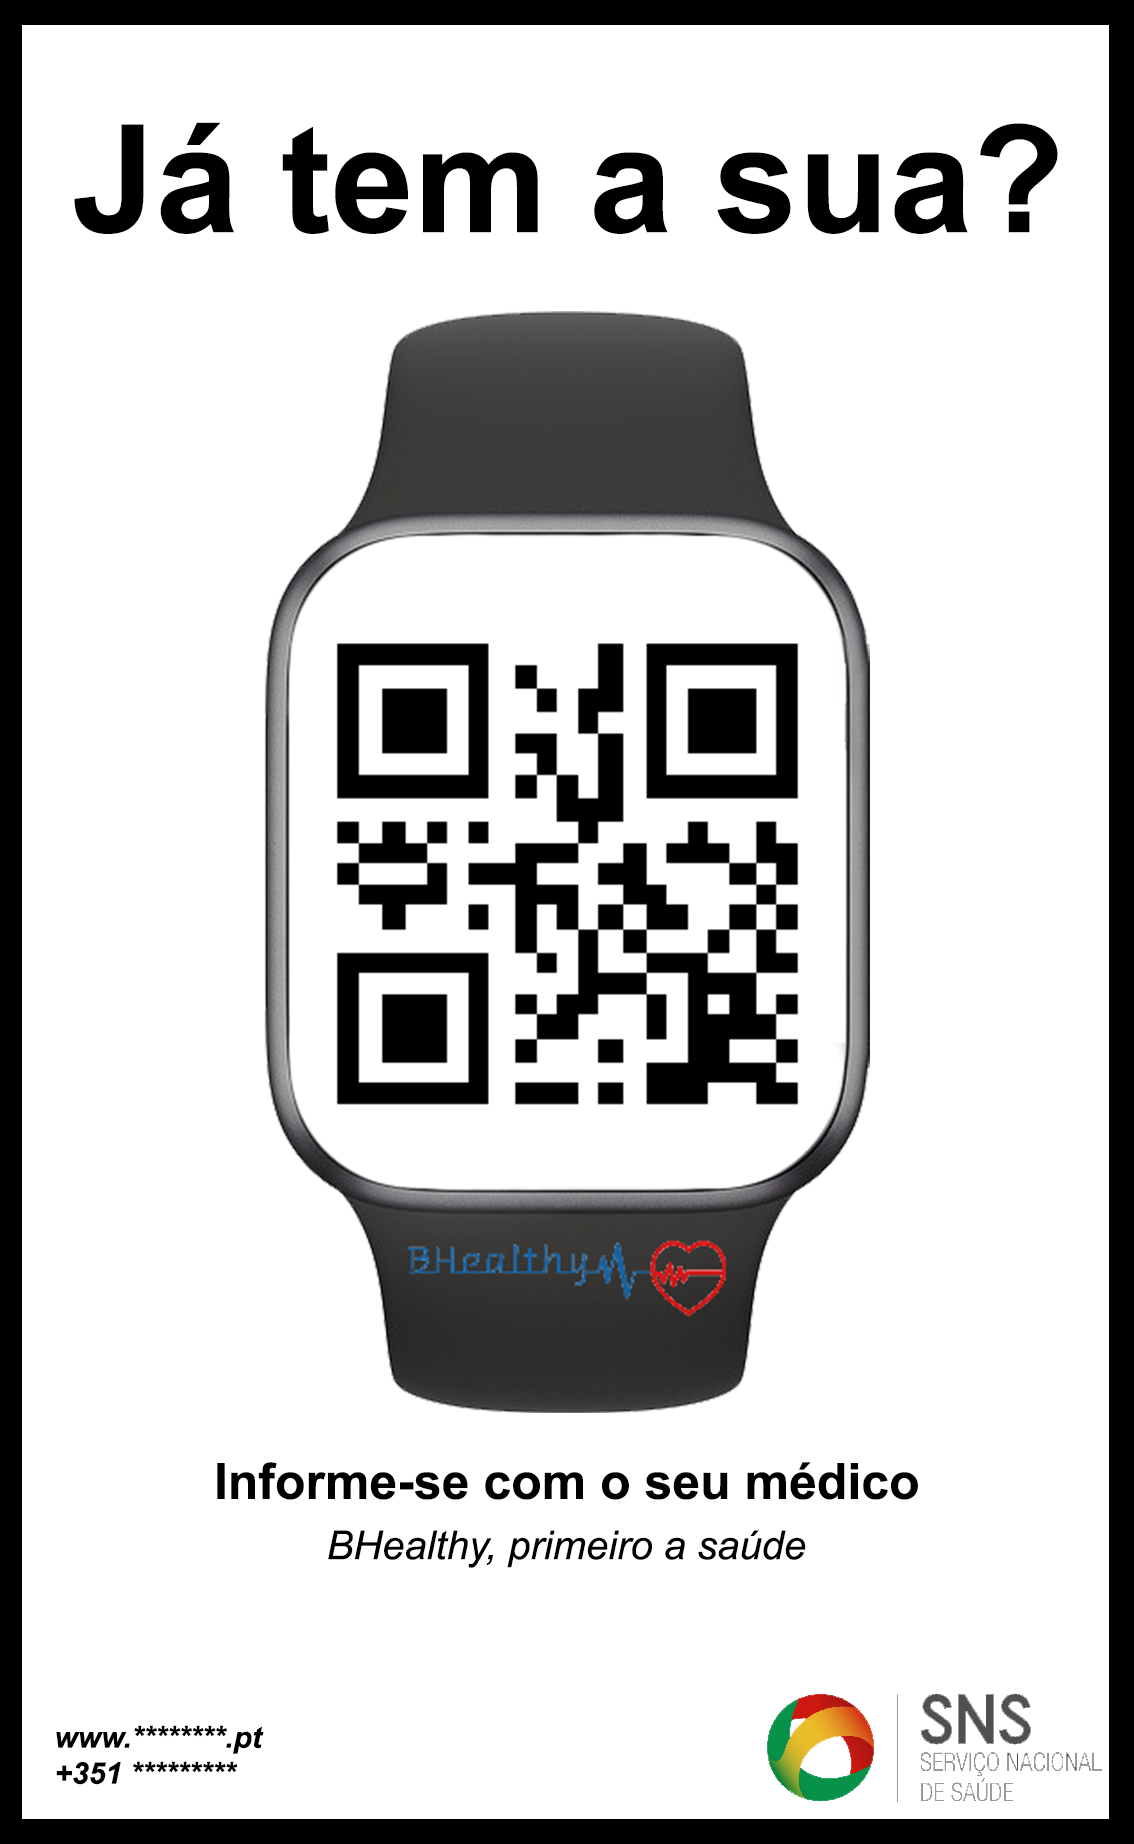 Já tem a sua?
BHealthy
Informe-se com o seu médico
BHealthy, primeiro a saúde
www.********.pt
+351 *********
SNS
SERVIÇO NACIONAL
DE SAÚDE